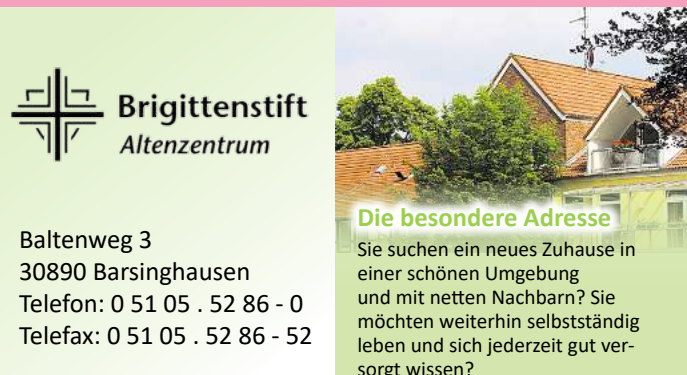 Brigittenstift
Altenzentrum
Baltenweg 3
30890 Barsinghausen
Telefon: 0 51 05 . 52 86 - 0
Telefax: 0 51 05 . 52 86 - 52
Die besondere Adresse
Sie suchen ein neues Zuhause in
einer schönen Umgebung
und mit netten Nachbarn? Sie
möchten weiterhin selbstständig
leben und sich jederzeit gut ver-
sorgt wissen?